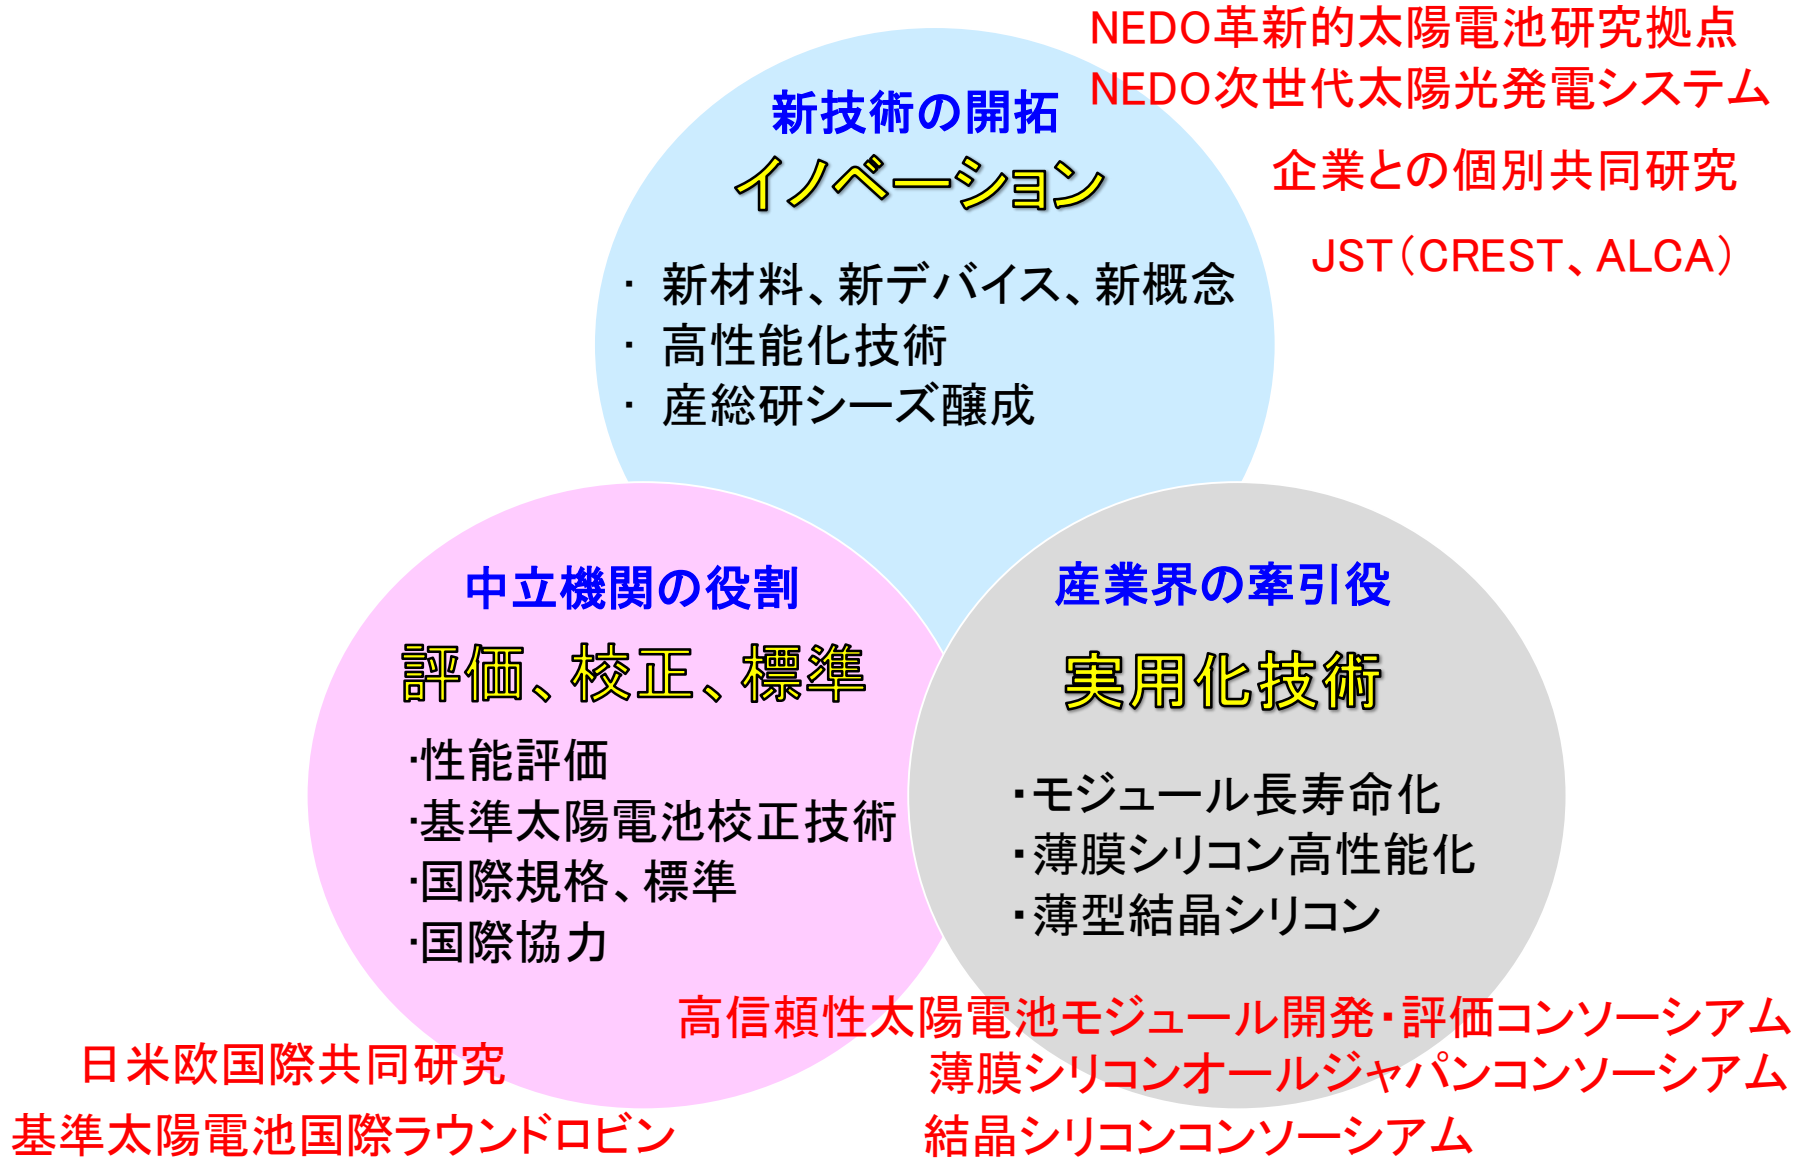 NEDO革新的太陽電池研究拠点
NEDO次世代太陽光発電システム
企業との個別共同研究
JST(CREST、ALCA)
新技術の開拓
イノベーション
・ 新材料、新デバイス、新概念
・ 高性能化技術
・ 産総研シーズ醸成
中立機関の役割
評価、校正、標準
・性能評価
・基準太陽電池校正技術
・国際規格、標準
・国際協力
日米欧国際共同研究
基準太陽電池国際ラウンドロビン
産業界の牽引役
実用化技術
・モジュール長寿命化
・薄膜シリコン高性能化
・薄型結晶シリコン
高信頼性太陽電池モジュール開発・評価コンソーシアム
薄膜シリコンオールジャパンコンソーシアム
結晶シリコンコンソーシアム